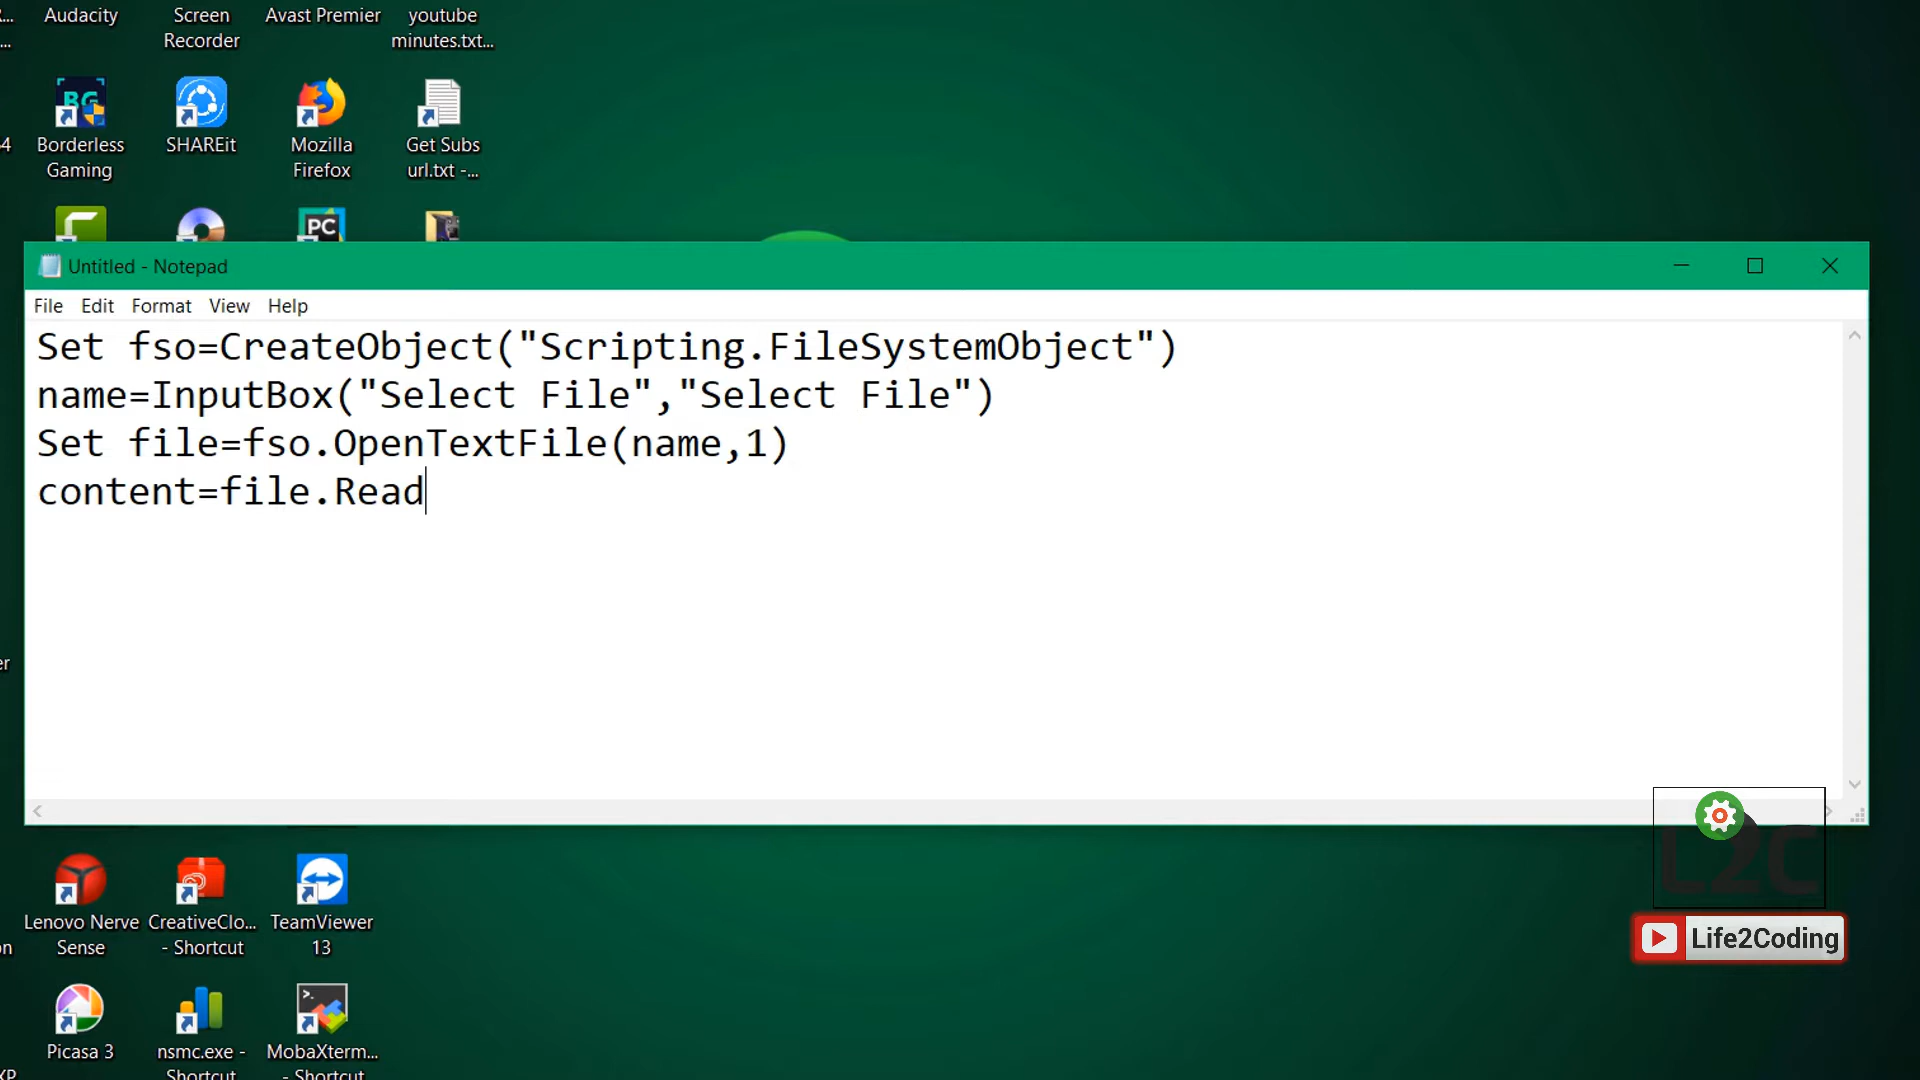 Audacity
Screen
Recorder
Avast Premier
youtube
minutes.txt...
Borderless
Gaming
SHAREit
Mozilla
Firefox
Get Subs
url.txt -...
PC
Untitled - Notepad
File Edit Format View Help
Set fso=CreateObject("Scripting.FileSystemObject")
name=InputBox("Select File","Select File")
Set file=fso.OpenTextFile(name,1)
content=file.Read
L2C
Life2Coding
Lenovo Nerve
Sense
CreativeClo...
- Shortcut
TeamViewer
13
Picasa 3
nsmc.exe -
Shortcut
MobaXterm...
- Shortcut